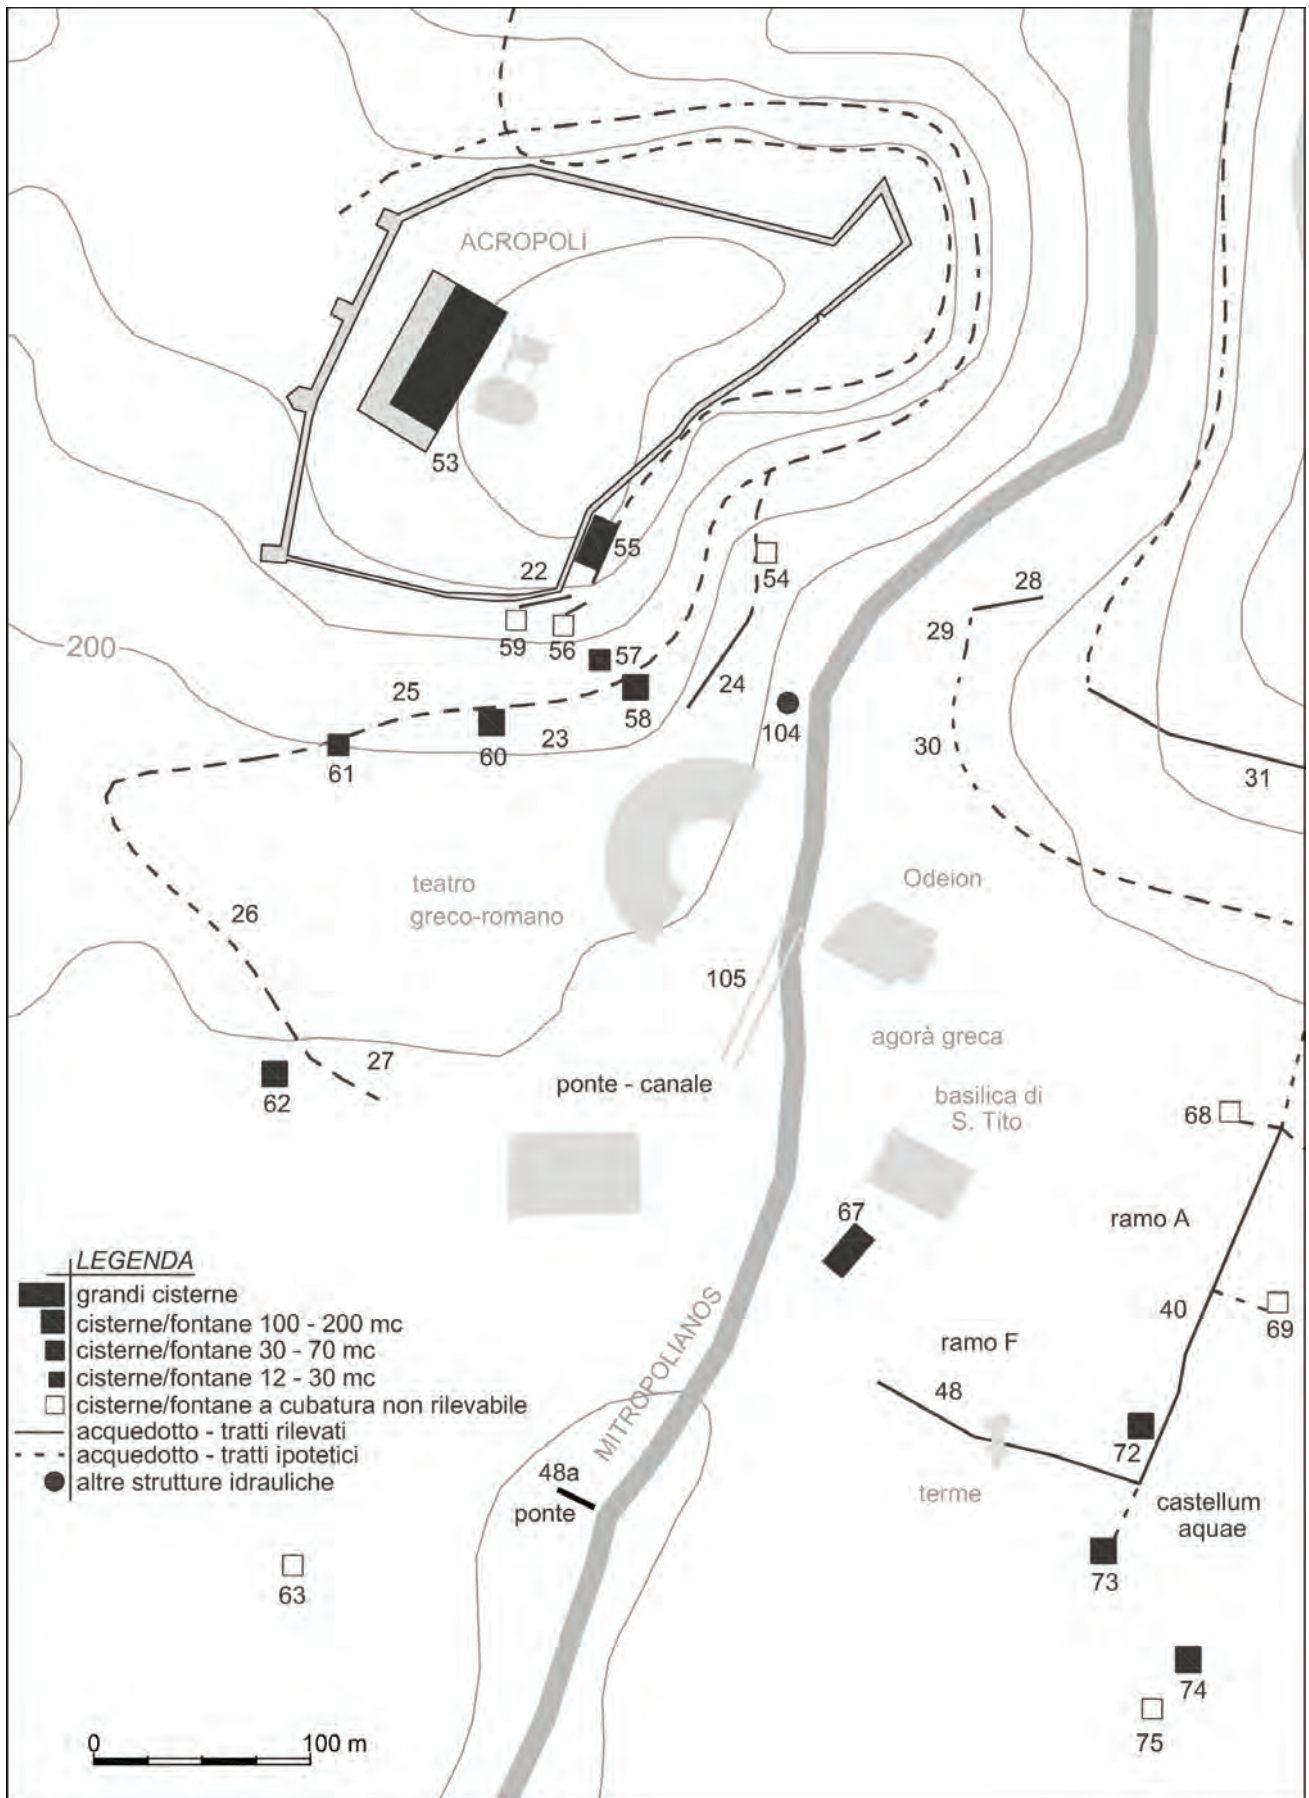 ACROPOLI
53
55
22
54
59
56
57
58
28
29
200
25
24
104
23
60
61
30
31
teatro
greco-romano
Odeion
26
105
agorà greca
27
62
ponte - canale
basilica di
S. Tito
68
67
ramo A
40
69
ramo F
48
MITROPOLIANOS
72
terme
castellum
aquae
48a
ponte
73
63
74
75
LEGENDA
grandi cisterne
cisterne/fontane 100 - 200 mc
cisterne/fontane 30 - 70 mc
cisterne/fontane 12 - 30 mc
cisterne/fontane a cubatura non rilevabile
acquedotto - tratti rilevati
acquedotto - tratti ipotetici
altre strutture idrauliche
0 100 m